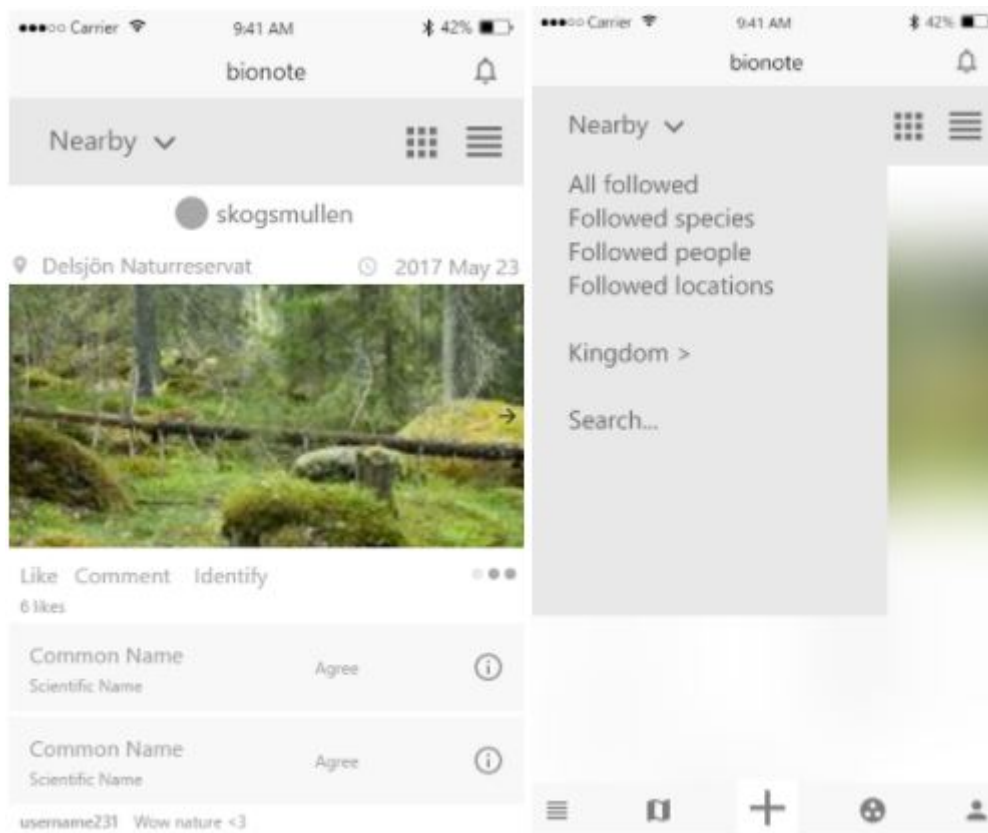 Carrier 9:41 AM 42%
bionote
Nearby
skogsmullen
Delsjön Naturreservat 2017 May 23
Like Comment Identify
6 likes
Common Name
Scientific Name
Agree
Common Name
Scientific Name
Agree
username231 Wow nature <3
Carrier 9:41 AM 42%
bionote
Nearby
All followed
Followed species
Followed people
Followed locations
Kingdom >
Search...